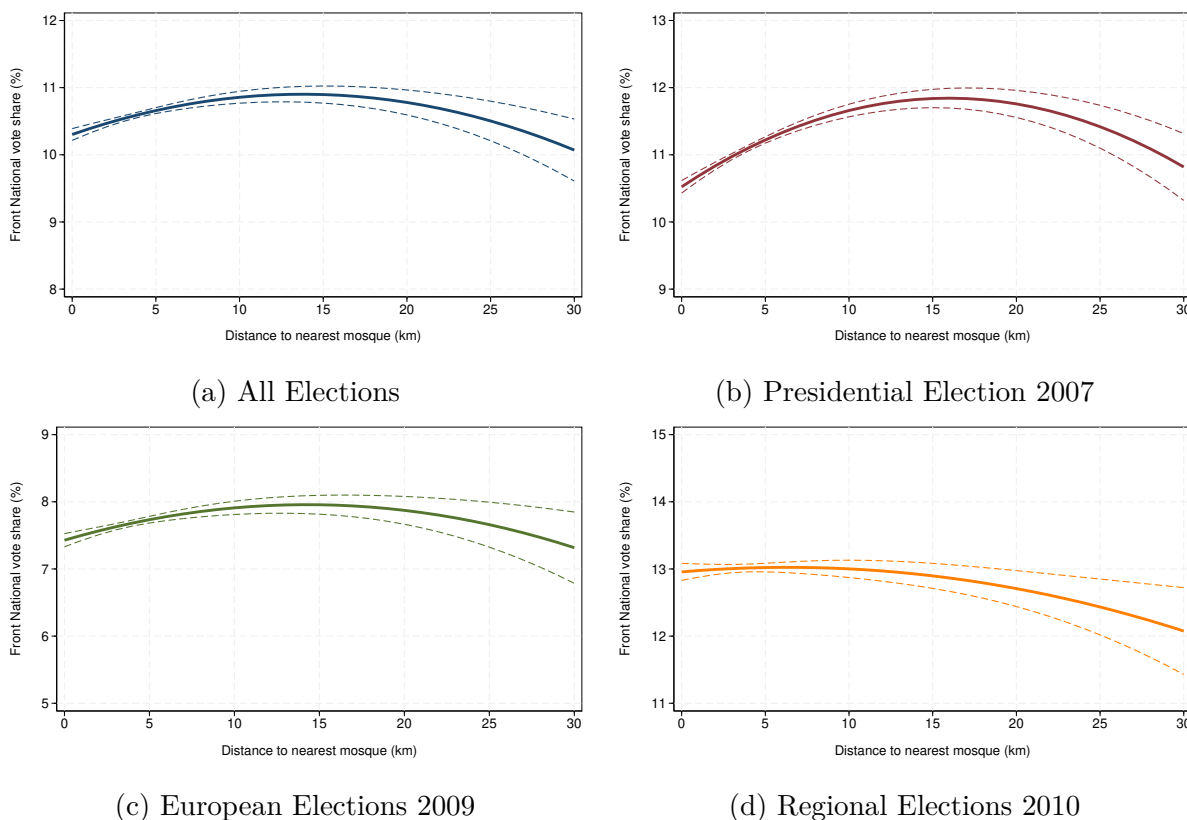 12
11
10
9
8
Front National vote share (%)
0 5 10 15 20 25 30
Distance to nearest mosque (km)
(a) All Elections
13
12
11
10
9
Front National vote share (%)
0 5 10 15 20 25 30
Distance to nearest mosque (km)
(b) Presidential Election 2007
9
8
7
6
5
Front National vote share (%)
0 5 10 15 20 25 30
Distance to nearest mosque (km)
(c) European Elections 2009
15
14
13
12
11
Front National vote share (%)
0 5 10 15 20 25 30
Distance to nearest mosque (km)
(d) Regional Elections 2010